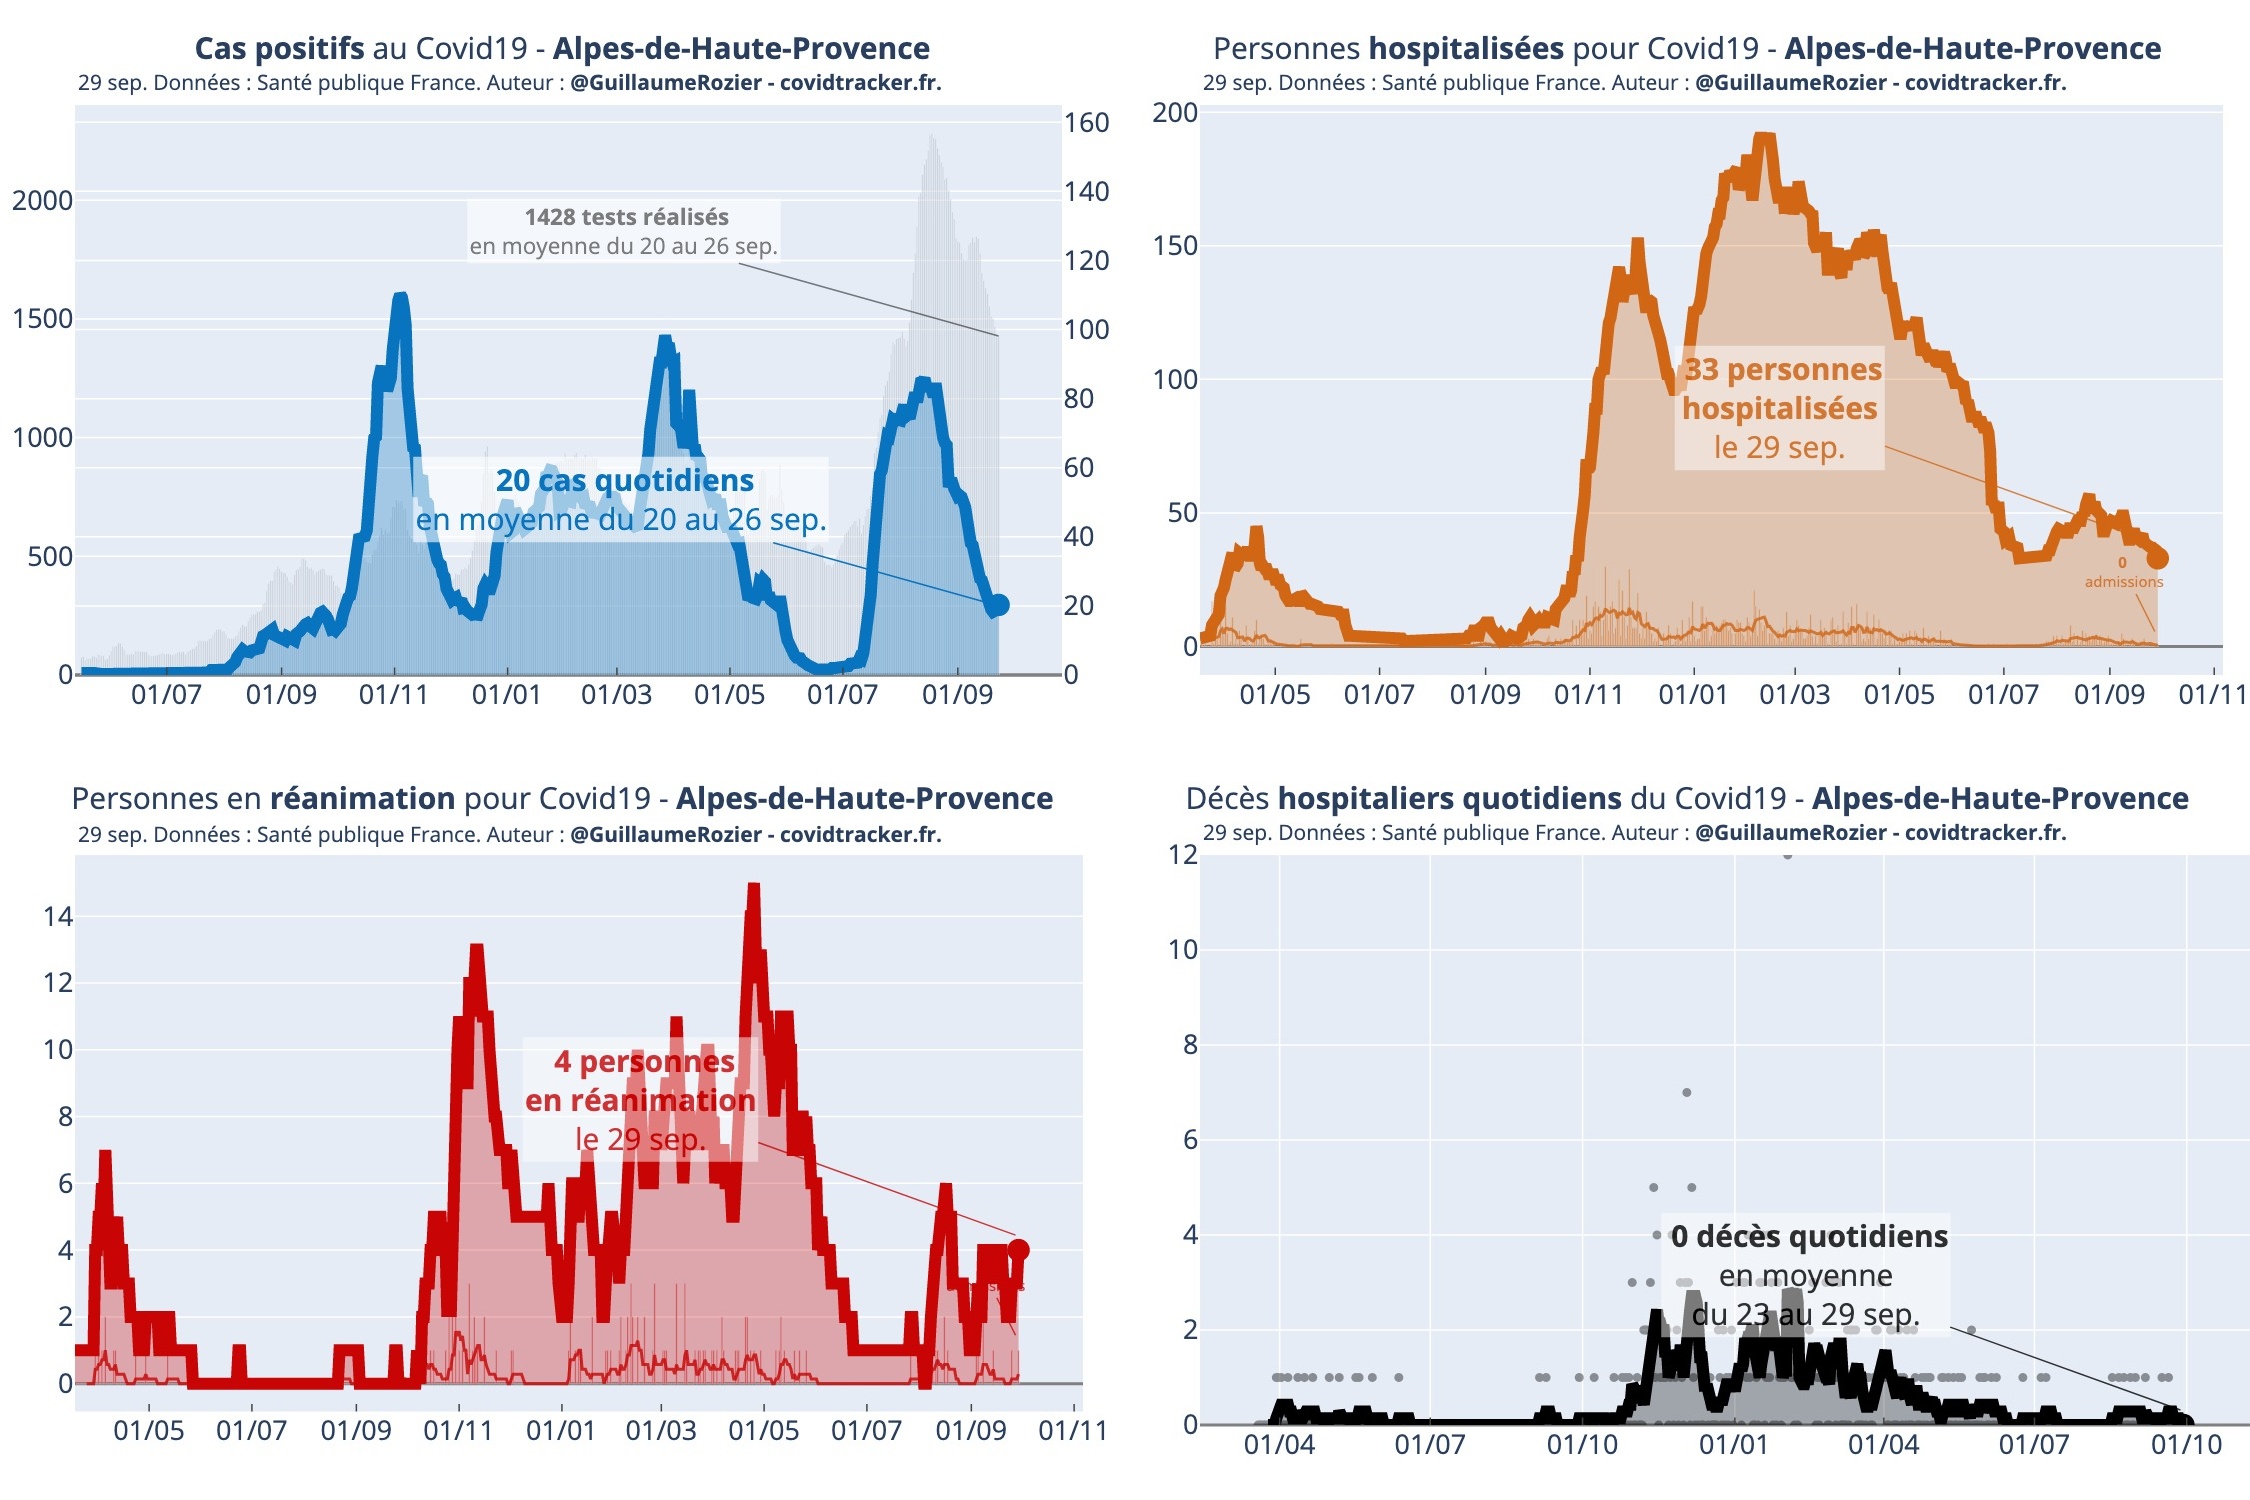 Cas positifs au Covid19 - Alpes-de-Haute-Provence
29 sep. Données : Santé publique France. Auteur : @GuillaumeRozier - covidtracker.fr.
160
140
2000
1428 tests réalisés
en moyenne du 20 au 26 sep.
120
1500
100
80
1000
60
20 cas quotidiens
en moyenne du 20 au 26 sep.
40
500
20
0
0
01/07 01/09 01/11 01/01 01/03 01/05 01/07 01/09
Personnes hospitalisées pour Covid19 - Alpes-de-Haute-Provence
29 sep. Données : Santé publique France. Auteur : @GuillaumeRozier - covidtracker.fr.
200
150
100
33 personnes
hospitalisées
le 29 sep.
50
0
admissions
0
01/05 01/07 01/09 01/11 01/01 01/03 01/05 01/07 01/09 01/11
Personnes en réanimation pour Covid19 - Alpes-de-Haute-Provence
29 sep. Données : Santé publique France. Auteur : @GuillaumeRozier - covidtracker.fr.
14
12
10
4 personnes
en réanimation
le 29 sep.
8
6
4
2
0
01/05 01/07 01/09 01/11 01/01 01/03 01/05 01/07 01/09 01/11
Décès hospitaliers quotidiens du Covid19 - Alpes-de-Haute-Provence
29 sep. Données : Santé publique France. Auteur : @GuillaumeRozier - covidtracker.fr.
12
10
8
6
4
0 décès quotidiens
en moyenne
du 23 au 29 sep.
2
0
01/04 01/07 01/10 01/01 01/04 01/07 01/10